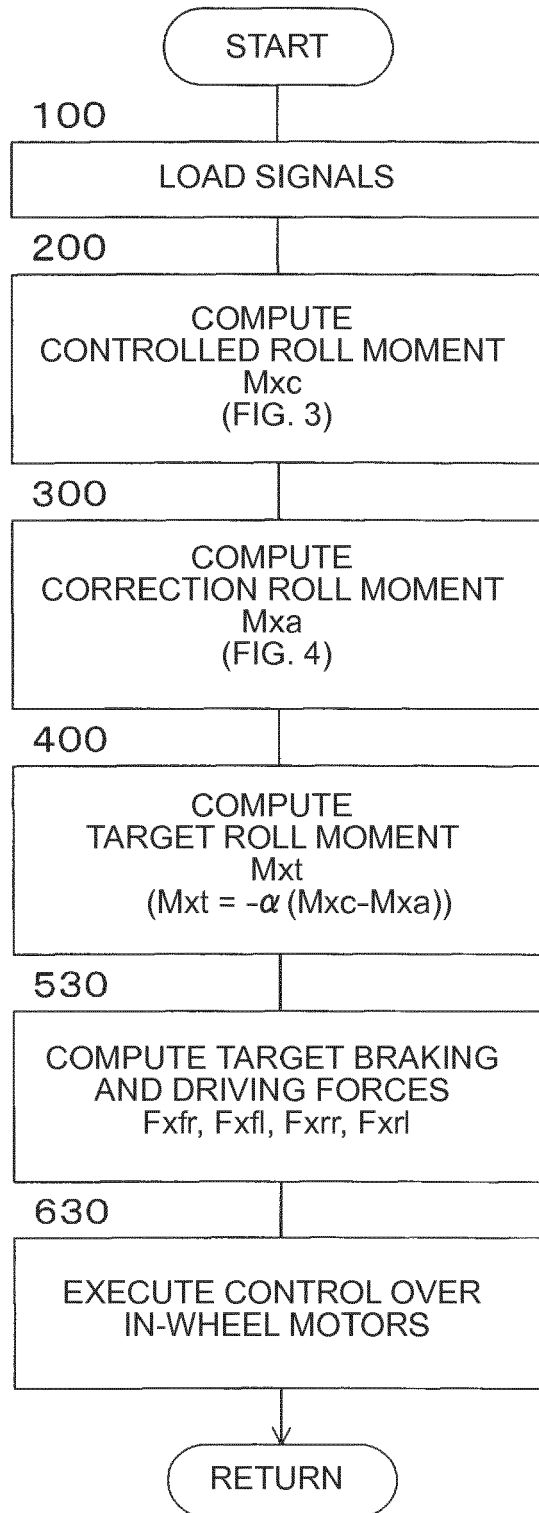 START
100
LOAD SIGNALS
200
COMPUTE
CONTROLLED ROLL MOMENT
Mxc
(FIG. 3)
300
COMPUTE
CORRECTION ROLL MOMENT
Mxa
(FIG. 4)
400
COMPUTE
TARGET ROLL MOMENT
Mxt
(Mxt = -α (Mxc-Mxa))
530
COMPUTE TARGET BRAKING
AND DRIVING FORCES
Fxfr, Fxfl, Fxrr, Fxrl
630
EXECUTE CONTROL OVER
IN-WHEEL MOTORS
RETURN